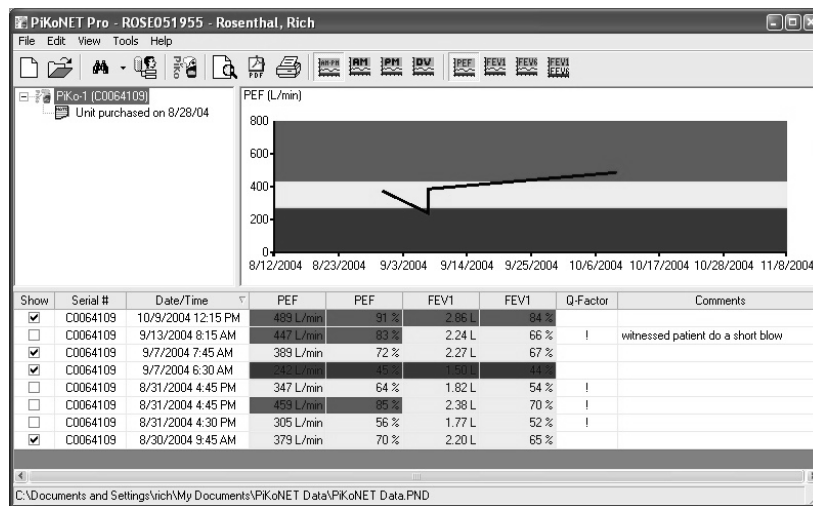 PiKoNET Pro - ROSE051955 - Rosenthal, Rich
File Edit View Tools Help
PDF AM-PM AM PM DV PEF FEV1 FEV6 FEV1 FEV6
PiKo-1 (C0064109)
Unit purchased on 8/28/04
PEF (L/min)
800
600
400
200
0
8/12/2004 8/23/2004 9/3/2004 9/14/2004 9/25/2004 10/6/2004 10/17/2004 10/28/2004 11/8/2004
Show Serial # Date/Time PEF PEF FEV1 FEV1 Q-Factor Comments
C0064109 10/9/2004 12:15 PM 489 L/min 91 % 2.86 L 84 %
C0064109 9/13/2004 8:15 AM 447 L/min 83 % 2.24 L 66 % ! witnessed patient do a short blow
C0064109 9/7/2004 7:45 AM 389 L/min 72 % 2.27 L 67 %
C0064109 9/7/2004 6:30 AM 242 L/min 45 % 1.50 L 44 %
C0064109 8/31/2004 4:45 PM 347 L/min 64 % 1.82 L 54 % !
C0064109 8/31/2004 4:45 PM 459 L/min 85 % 2.38 L 70 % !
C0064109 8/31/2004 4:30 PM 305 L/min 56 % 1.77 L 52 % !
C0064109 8/30/2004 9:45 AM 379 L/min 70 % 2.20 L 65 %
C:\Documents and Settings\rich\My Documents\PiKoNET Data\PiKoNET Data.PND